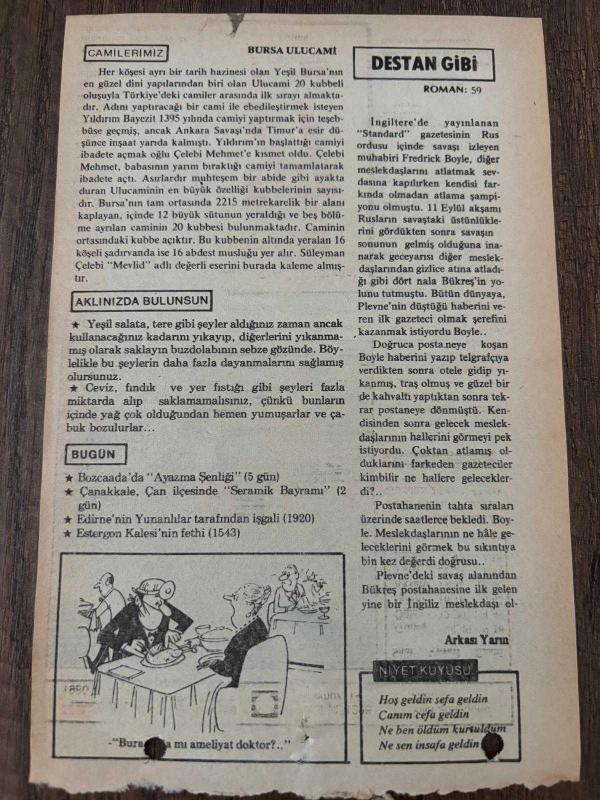 CAMİLERİMİZ
BURSA ULUCAMİ
Her köşesi ayrı bir tarih hazinesi olan Yeşil Bursa'nın
en güzel dini yapılarından biri olan Ulucami 20 kubbeli
oluşuyla Türkiye'deki camiler arasında ilk sırayı almakta-
dır. Adını yaptıracağı bir cami ile ebedileştirmek isteyen
Yıldırım Bayezit 1395 yılında camiyi yaptırmak için teşeb-
büse geçmiş, ancak Ankara Savaşı'nda Timur'a esir dü-
şünce inşaat yarıda kalmıştı. Yıldırım'ın başlattığı camiyi
ibadete açmak oğlu Çelebi Mehmet'e kısmet oldu. Çelebi
Mehmet, babasının yarım bıraktığı camiyi tamamlatarak
ibadete açtı. Asırlardır muhteşem bir abide gibi ayakta
duran Ulucaminin en büyük özelliği kubbelerinin sayısı-
dır. Bursa'nın tam ortasında 2215 metrekarelik bir alanı
kaplayan, içinde 12 büyük sütunun yeraldığı ve beş bölü-
me ayrılan caminin 20 kubbesi bulunmaktadır. Caminin
ortasındaki kubbe açıktır. Bu kubbenin altında yeralan 16
köşeli şadırvanda ise 16 abdest musluğu yer alır. Süleyman
Çelebi "Mevlid" adlı değerli eserini burada kaleme almış-
tır.
AKLINIZDA BULUNSUN
★ Yeşil salata, tere gibi şeyler aldığınız zaman ancak
kullanacağınız kadarını yıkayıp, diğerlerini yıkanma-
mış olarak saklayın buzdolabının sebze gözünde. Böy-
lelikle bu şeylerin daha fazla dayanmalarını sağlamış
olursunuz.
★ Ceviz, fındık ve yer fıstığı gibi şeyleri fazla
miktarda alıp saklamamalısınız, çünkü bunların
içinde yağ çok olduğundan hemen yumuşarlar ve ça-
buk bozulurlar...
BUGÜN
★ Bozcaada'da "Ayazma Şenliği" (5 gün)
★ Çanakkale, Çan ilçesinde "Seramik Bayramı" (2
gün)
★ Edirne'nin Yunanlılar tarafından işgali (1920)
★ Estergon Kalesi'nin fethi (1543)
mı ameliyat doktor?.."
DESTAN GİBİ
ROMAN: 59
İngiltere'de yayınlanan
"Standard" gazetesinin Rus
ordusu içinde savaşı izleyen
muhabiri Fredrick Boyle, diğer
meslekdaşlarını atlatmak sev-
dasına kapılırken kendisi far-
kında olmadan atlama şampi-
yonu olmuştu. 11 Eylül akşamı
Rusların savaştaki üstünlükle-
rini gördükten sonra savaşın
sonunun gelmiş olduğuna ina-
narak geceyarısı diğer meslek-
daşlarından gizlice atına atladı-
ğı gibi dört nala Bükreş'in yo-
lunu tutmuştu. Bütün dünyaya,
Plevne'nin düştüğü haberini ve-
ren ilk gazeteci olmak şerefini
kazanmak istiyordu Boyle..
Doğruca postaneye koşan
Boyle haberini yazıp telgrafçıya
verdikten sonra otele gidip yı-
kanmış, traş olmuş ve güzel bir
de kahvaltı yaptıktan sonra tek-
rar postaneye dönmüştü. Ken-
disinden sonra gelecek meslek-
daşlarının hallerini görmeyi pek
istiyordu. Çoktan atlamış ol-
duklarını farkeden gazeteciler
kimbilir ne hallere gelecekler-
di?..
Postahanenin tahta sıraları
üzerinde saatlerce bekledi. Boy-
le. Meslekdaşlarının ne hâle ge-
leceklerini görmek bu sıkıntıya
bin kez değerdi doğrusu..
Plevne'deki savaş alanından
Bükreş postahanesine ilk gelen
yine bir İngiliz meslekdaşı ol-
Arkası Yarın
NİYET KUYUSU
Hoş geldin sefa geldin
Canım cefa geldin
Ne ben öldüm kurtuldum
Ne sen insafa geldin